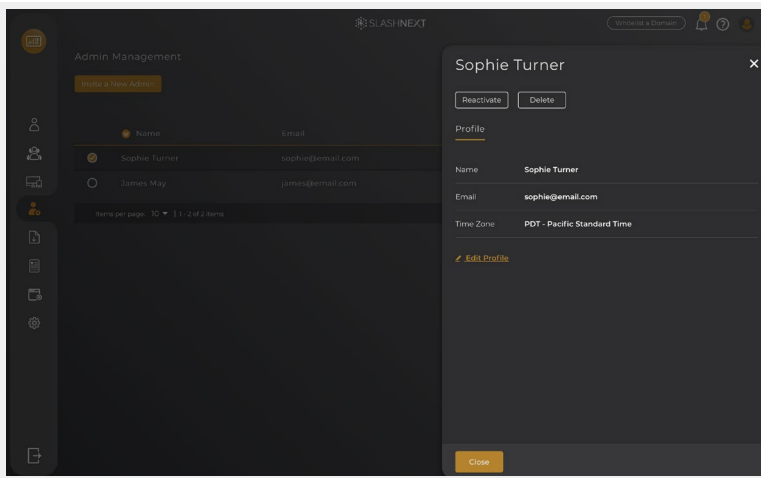 SLASHNEXT
Whitelist a Domain
Admin Management
Invite a New Admin
Name Email
Sophie Turner sophie@email.com
James May james@email.com
Items per page: 10 | 1 - 2 of 2 items
Sophie Turner
Reactivate Delete
Profile
Name Sophie Turner
Email sophie@email.com
Time Zone PDT - Pacific Standard Time
Edit Profile
Close